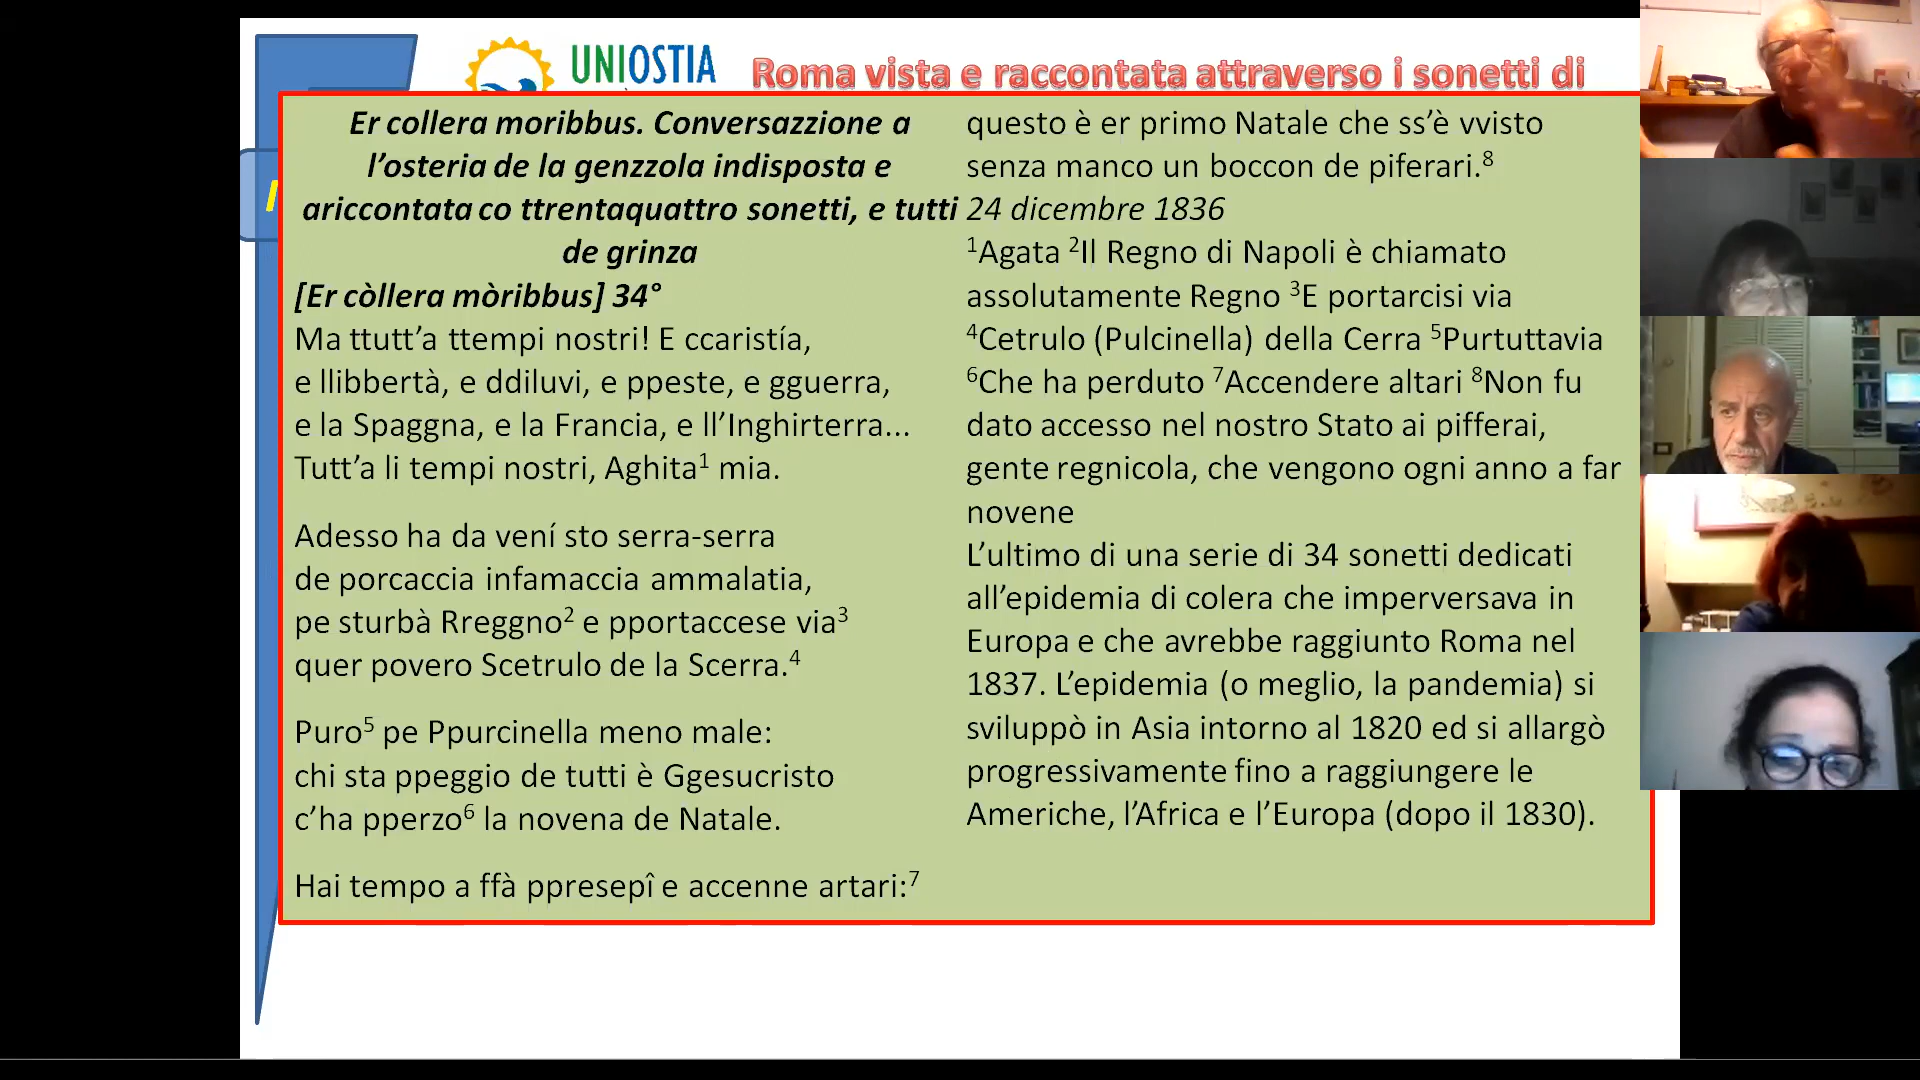 UNIOSTIA
Roma vista e raccontata attraverso i sonetti di
Er collera moribbus. Conversazzione a
l’osteria de la genzzola indisposta e
ariccontata co ttrentaquattro sonetti, e tutti
de grinza
[Er còllera mòribbus] 34°
Ma ttutt’a ttempi nostri! E ccaristía,
e llibbertà, e ddiluvi, e ppeste, e gguerra,
e la Spaggna, e la Francia, e ll’Inghirterra...
Tutt’a li tempi nostri, Aghita¹ mia.
Adesso ha da vení sto serra-serra
de porcaccia infamaccia ammalatia,
pe sturbà Rreggno² e pportaccese via³
quer povero Scetrulo de la Scerra.⁴
Puro⁵ pe Ppurcinella meno male:
chi sta ppeggio de tutti è Ggesucristo
c’ha pperzo⁶ la novena de Natale.
Hai tempo a ffà ppresepî e accenne artari:⁷
questo è er primo Natale che ss’è vvisto
senza manco un boccon de piferari.⁸
24 dicembre 1836
¹Agata ²Il Regno di Napoli è chiamato
assolutamente Regno ³E portarcisi via
⁴Cetrulo (Pulcinella) della Cerra ⁵Purtuttavia
⁶Che ha perduto ⁷Accendere altari ⁸Non fu
dato accesso nel nostro Stato ai pifferai,
gente regnicola, che vengono ogni anno a far
novene
L’ultimo di una serie di 34 sonetti dedicati
all’epidemia di colera che imperversava in
Europa e che avrebbe raggiunto Roma nel
1837. L’epidemia (o meglio, la pandemia) si
sviluppò in Asia intorno al 1820 ed si allargò
progressivamente fino a raggiungere le
Americhe, l’Africa e l’Europa (dopo il 1830).